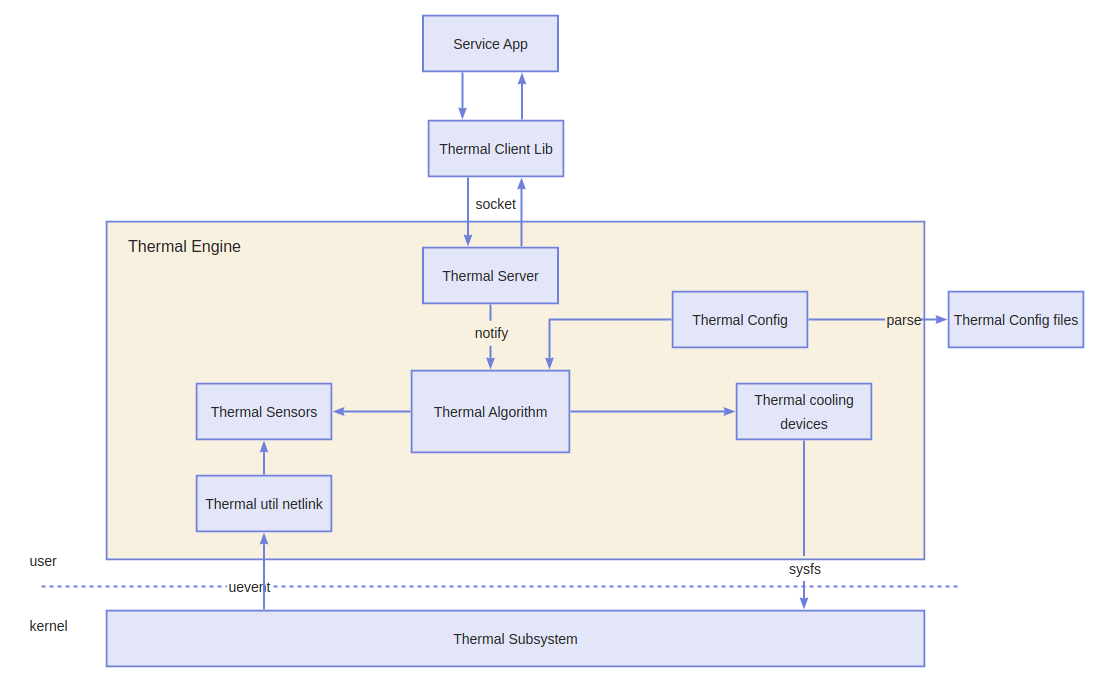 Service App
Thermal Client Lib
socket
Thermal Engine
Thermal Server
Thermal Config
parse
Thermal Config files
notify
Thermal Sensors
Thermal Algorithm
Thermal cooling
devices
Thermal util netlink
user
sysfs
uevent
kernel
Thermal Subsystem